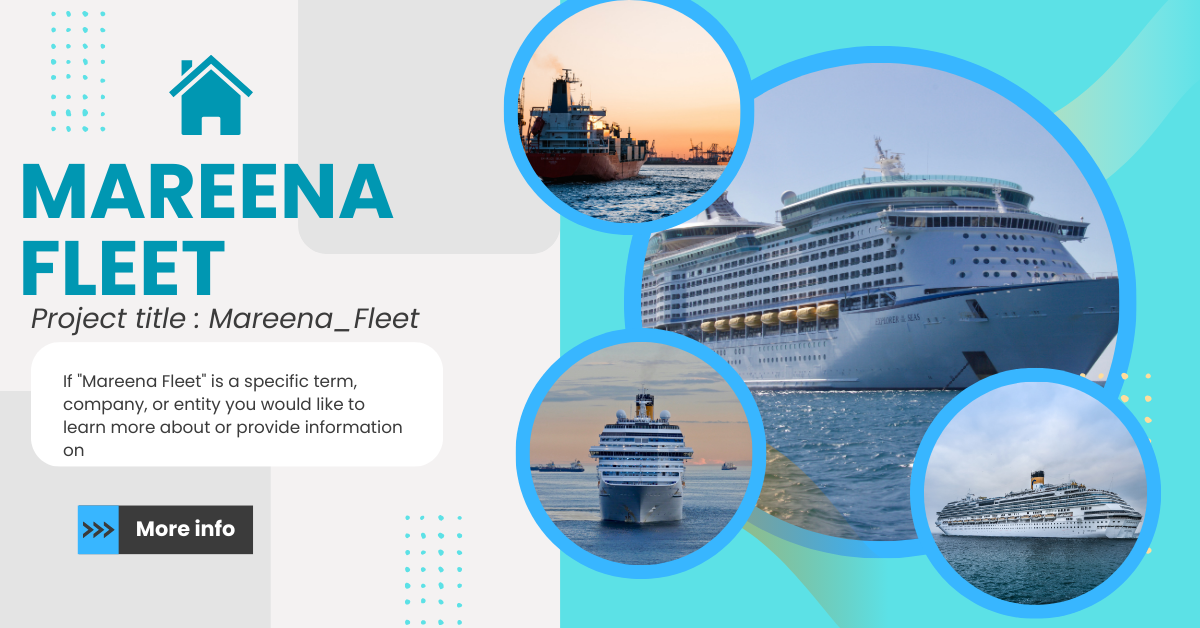 MAREENA
FLEET
Project title : Mareena_Fleet
If "Mareena Fleet" is a specific term,
company, or entity you would like to
learn more about or provide information
on
More info
EXPLORER OF THE SEAS